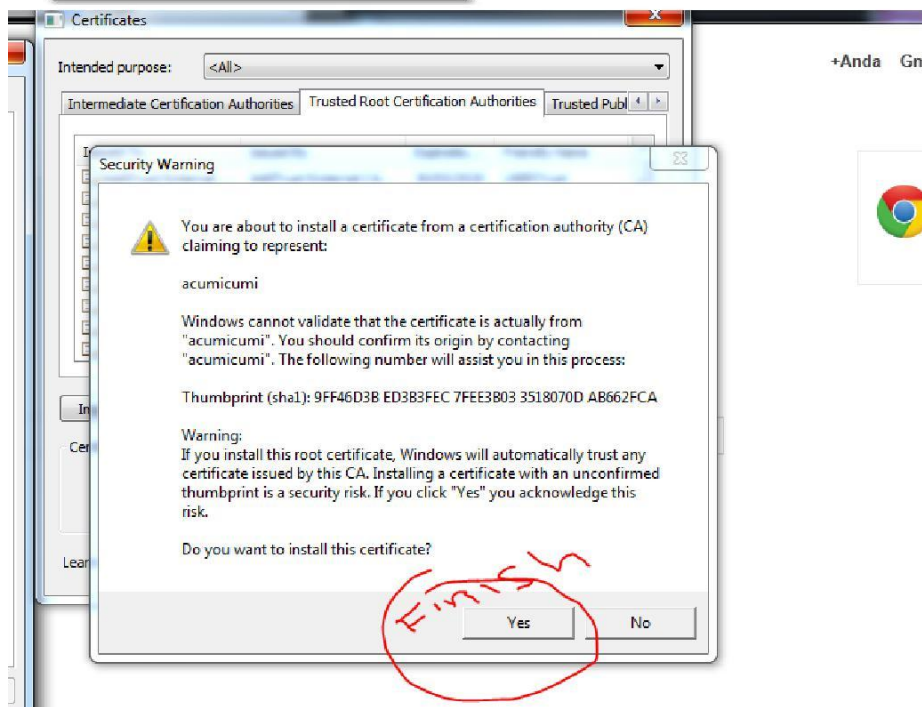 Certificates
+Anda
Intended purpose: <All>
Intermediate Certification Authorities Trusted Root Certification Authorities Trusted Publ
Security Warning
You are about to install a certificate from a certification authority (CA)
claiming to represent:
acumicumi
Windows cannot validate that the certificate is actually from
"acumicumi". You should confirm its origin by contacting
"acumicumi". The following number will assist you in this process:
Thumbprint (sha1): 9FF46D3B ED3B3FEC 7FEE3B03 3518070D AB662FCA
Warning:
If you install this root certificate, Windows will automatically trust any
certificate issued by this CA. Installing a certificate with an unconfirmed
thumbprint is a security risk. If you click "Yes" you acknowledge this
risk.
Do you want to install this certificate?
Finish
Yes No